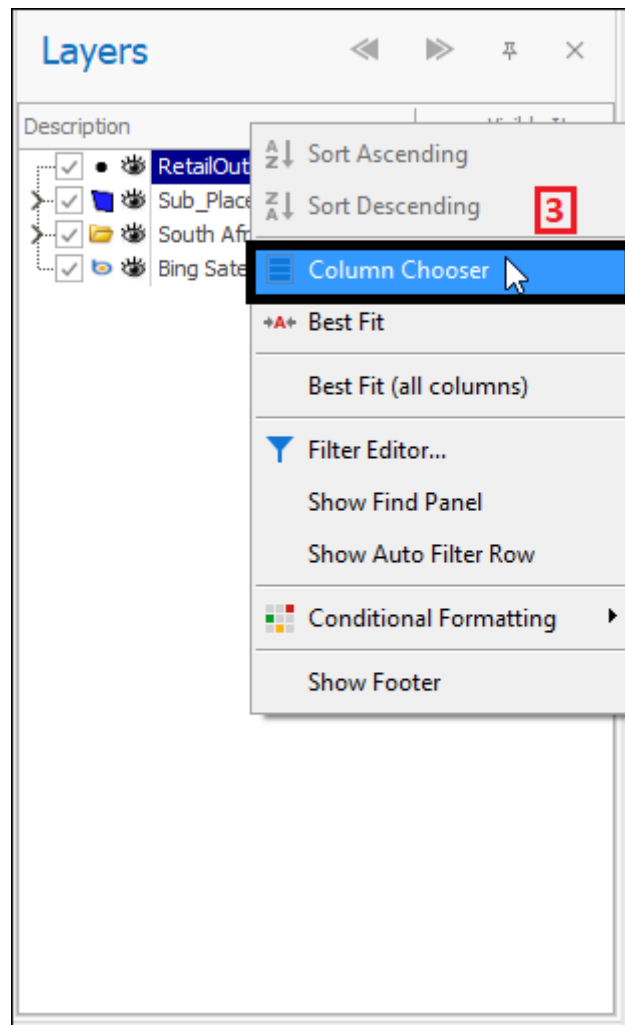 Layers
Description
RetailOut
Sub_Place
South Afr
Bing Sate
Sort Ascending
Sort Descending
3
Column Chooser
Best Fit
Best Fit (all columns)
Filter Editor...
Show Find Panel
Show Auto Filter Row
Conditional Formatting
Show Footer